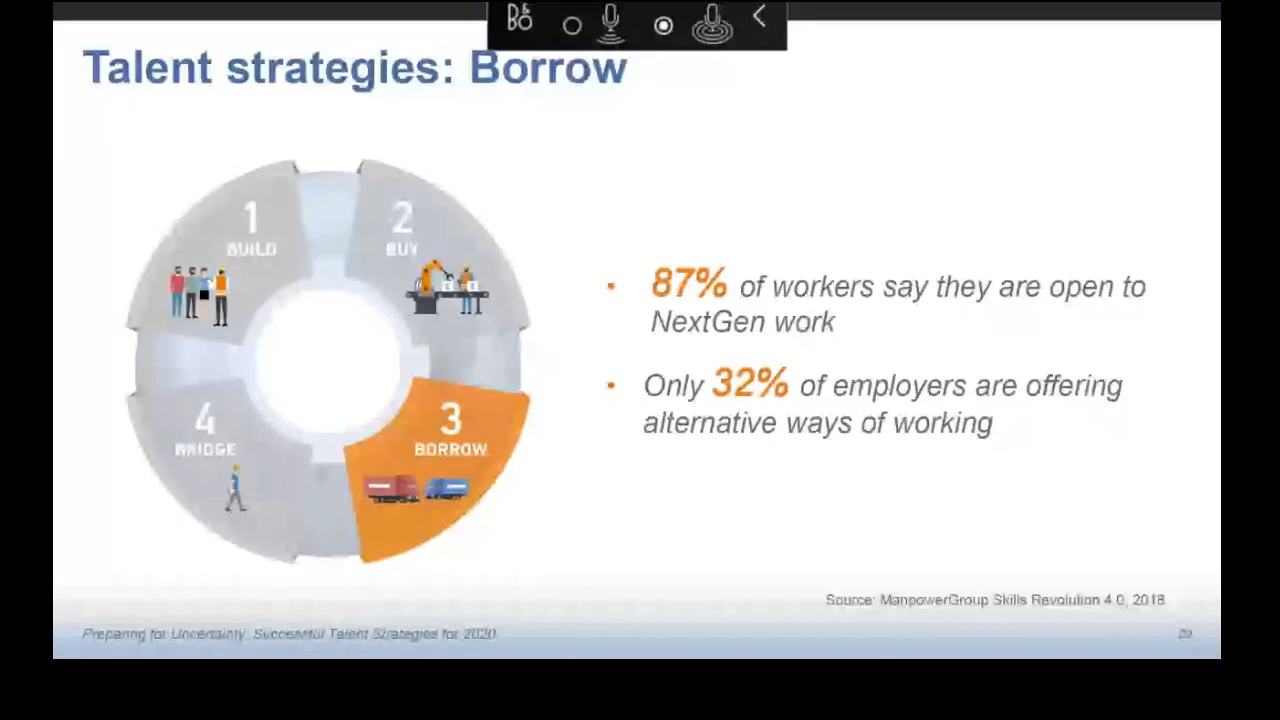 B&O
Talent strategies: Borrow
1
BUILD
2
BUY
3
BORROW
4
BRIDGE
• 87% of workers say they are open to
NextGen work
• Only 32% of employers are offering
alternative ways of working
Source: ManpowerGroup Skills Revolution 4.0, 2018
Preparing for Uncertainty: Successful Talent Strategies for 2020